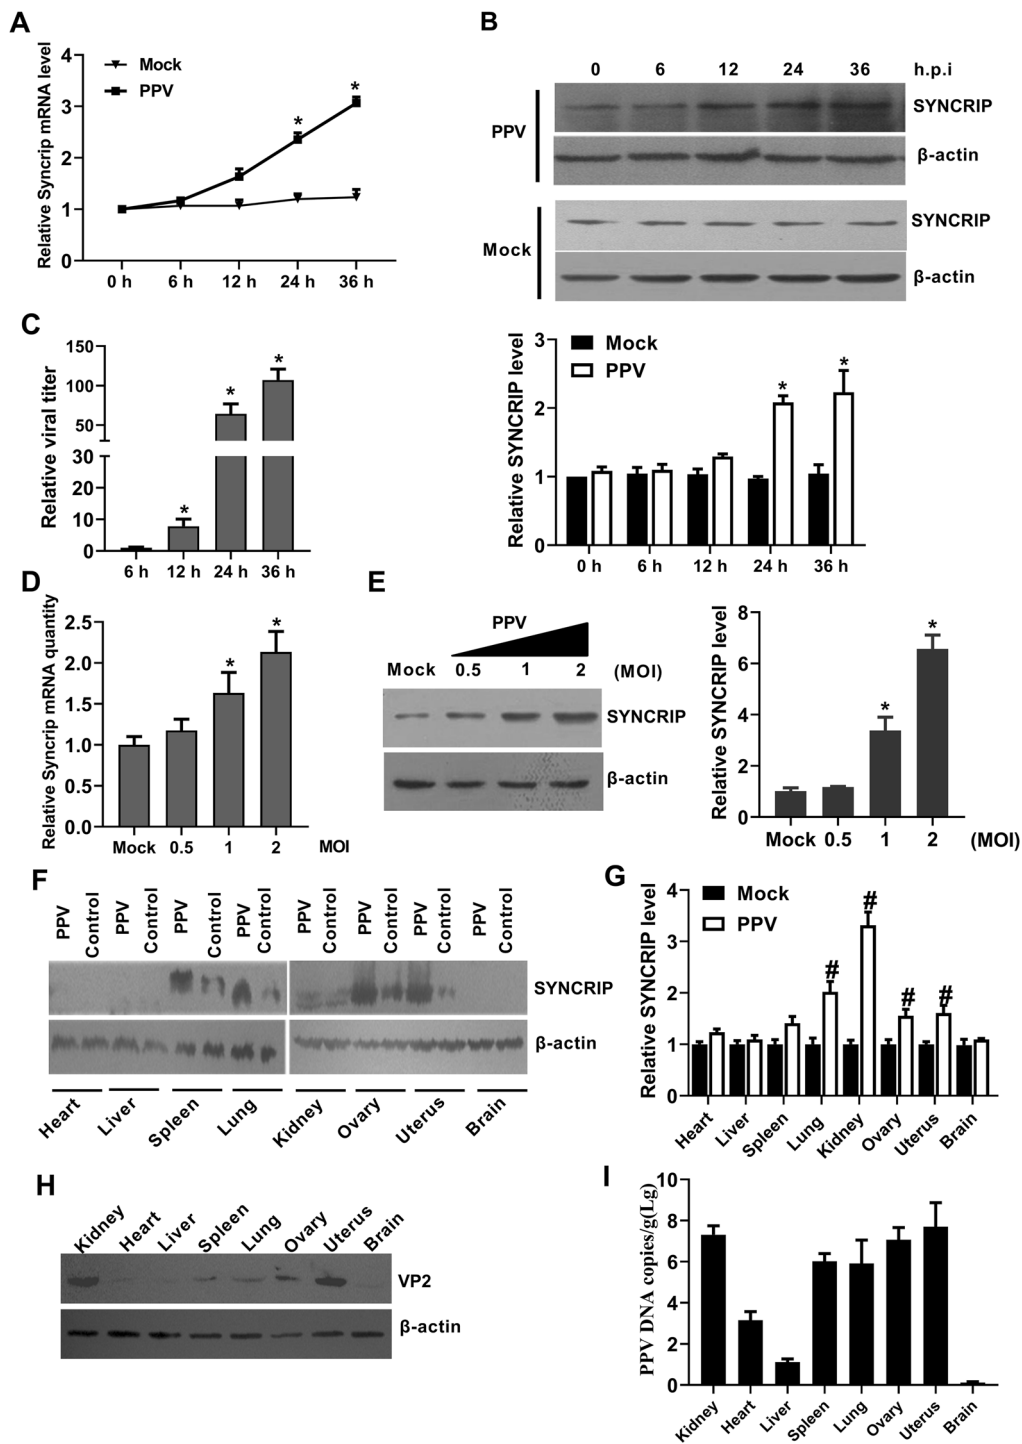 A
Relative Syncrip mRNA level
4
3
2
1
0
Mock
PPV
*
*
0 h
6 h
12 h
24 h
36 h
B
0
6
12
24
36
h.p.i
PPV
SYNCRIP
β-actin
Mock
SYNCRIP
β-actin
Relative SYNCRIP level
3
2
1
0
Mock
PPV
*
*
0 h
6 h
12 h
24 h
36 h
C
Relative viral titer
150
100
50
30
20
10
0
*
*
*
6 h
12 h
24 h
36 h
D
Relative Syncrip mRNA quantity
2.5
2.0
1.5
1.0
0.5
0.0
*
*
Mock
0.5
1
2
MOI
E
PPV
Mock
0.5
1
2
(MOI)
SYNCRIP
β-actin
Relative SYNCRIP level
8
6
4
2
0
*
*
Mock
0.5
1
2
(MOI)
F
PPV
Control
PPV
Control
PPV
Control
PPV
Control
PPV
Control
PPV
Control
PPV
Control
PPV
Control
SYNCRIP
β-actin
Heart
Liver
Spleen
Lung
Kidney
Ovary
Uterus
Brain
G
Relative SYNCRIP level
4
3
2
1
0
Mock
PPV
#
#
#
#
Heart
Liver
Spleen
Lung
Kidney
Ovary
Uterus
Brain
H
Kidney
Heart
Liver
Spleen
Lung
Ovary
Uterus
Brain
VP2
β-actin
I
PPV DNA copies/g(Lg)
10
8
6
4
2
0
Kidney
Heart
Liver
Spleen
Lung
Ovary
Uterus
Brain